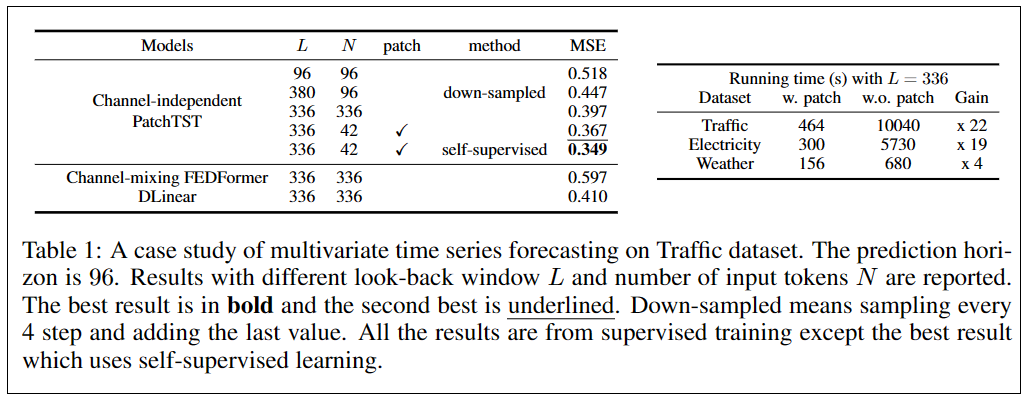 Models L N patch method MSE
Channel-independent PatchTST
96 96 0.518
380 96 down-sampled 0.447
336 336 0.397
336 42 ✓ 0.367
336 42 ✓ self-supervised 0.349
Channel-mixing FEDFormer 336 336 0.597
DLinear 336 336 0.410
Running time (s) with L = 336
Dataset w. patch w.o. patch Gain
Traffic 464 10040 x 22
Electricity 300 5730 x 19
Weather 156 680 x 4
Table 1: A case study of multivariate time series forecasting on Traffic dataset. The prediction hori-
zon is 96. Results with different look-back window L and number of input tokens N are reported.
The best result is in bold and the second best is underlined. Down-sampled means sampling every
4 step and adding the last value. All the results are from supervised training except the best result
which uses self-supervised learning.